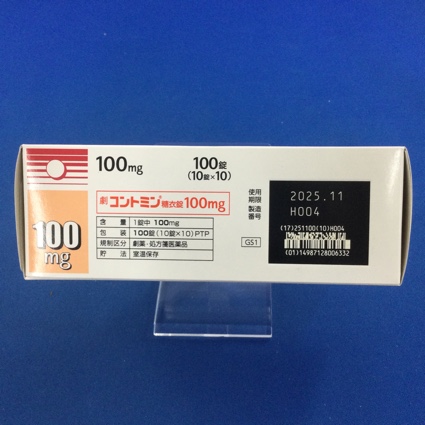 100mg
100錠
(10錠×10)
劇 コントミン®糖衣錠100mg
含 量 1錠中 100mg
包 装 100錠(10錠×10)PTP
規制区分 劇薬・処方箋医薬品
貯 法 室温保存
100
mg
GS1
使用
期限
製造
番号
2025.11
H004
(17)251100(10)H004
(01)14987128006332